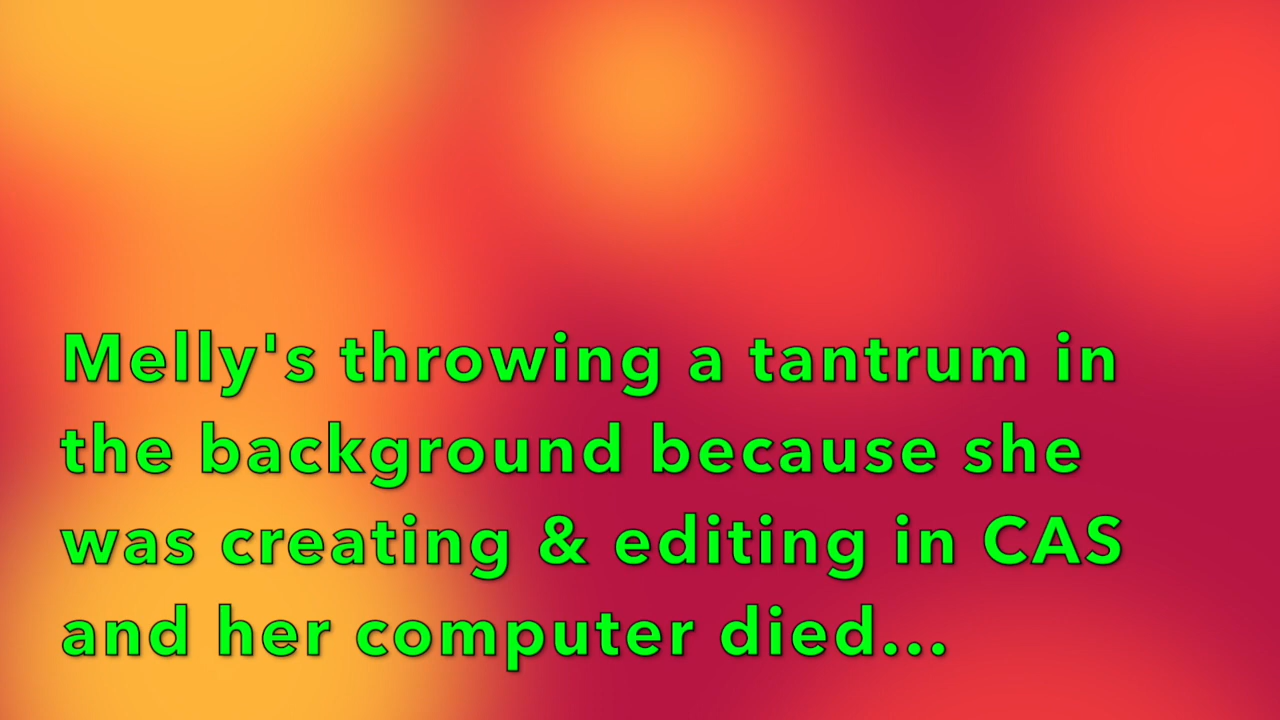 Melly's throwing a tantrum in
the background because she
was creating & editing in CAS
and her computer died...